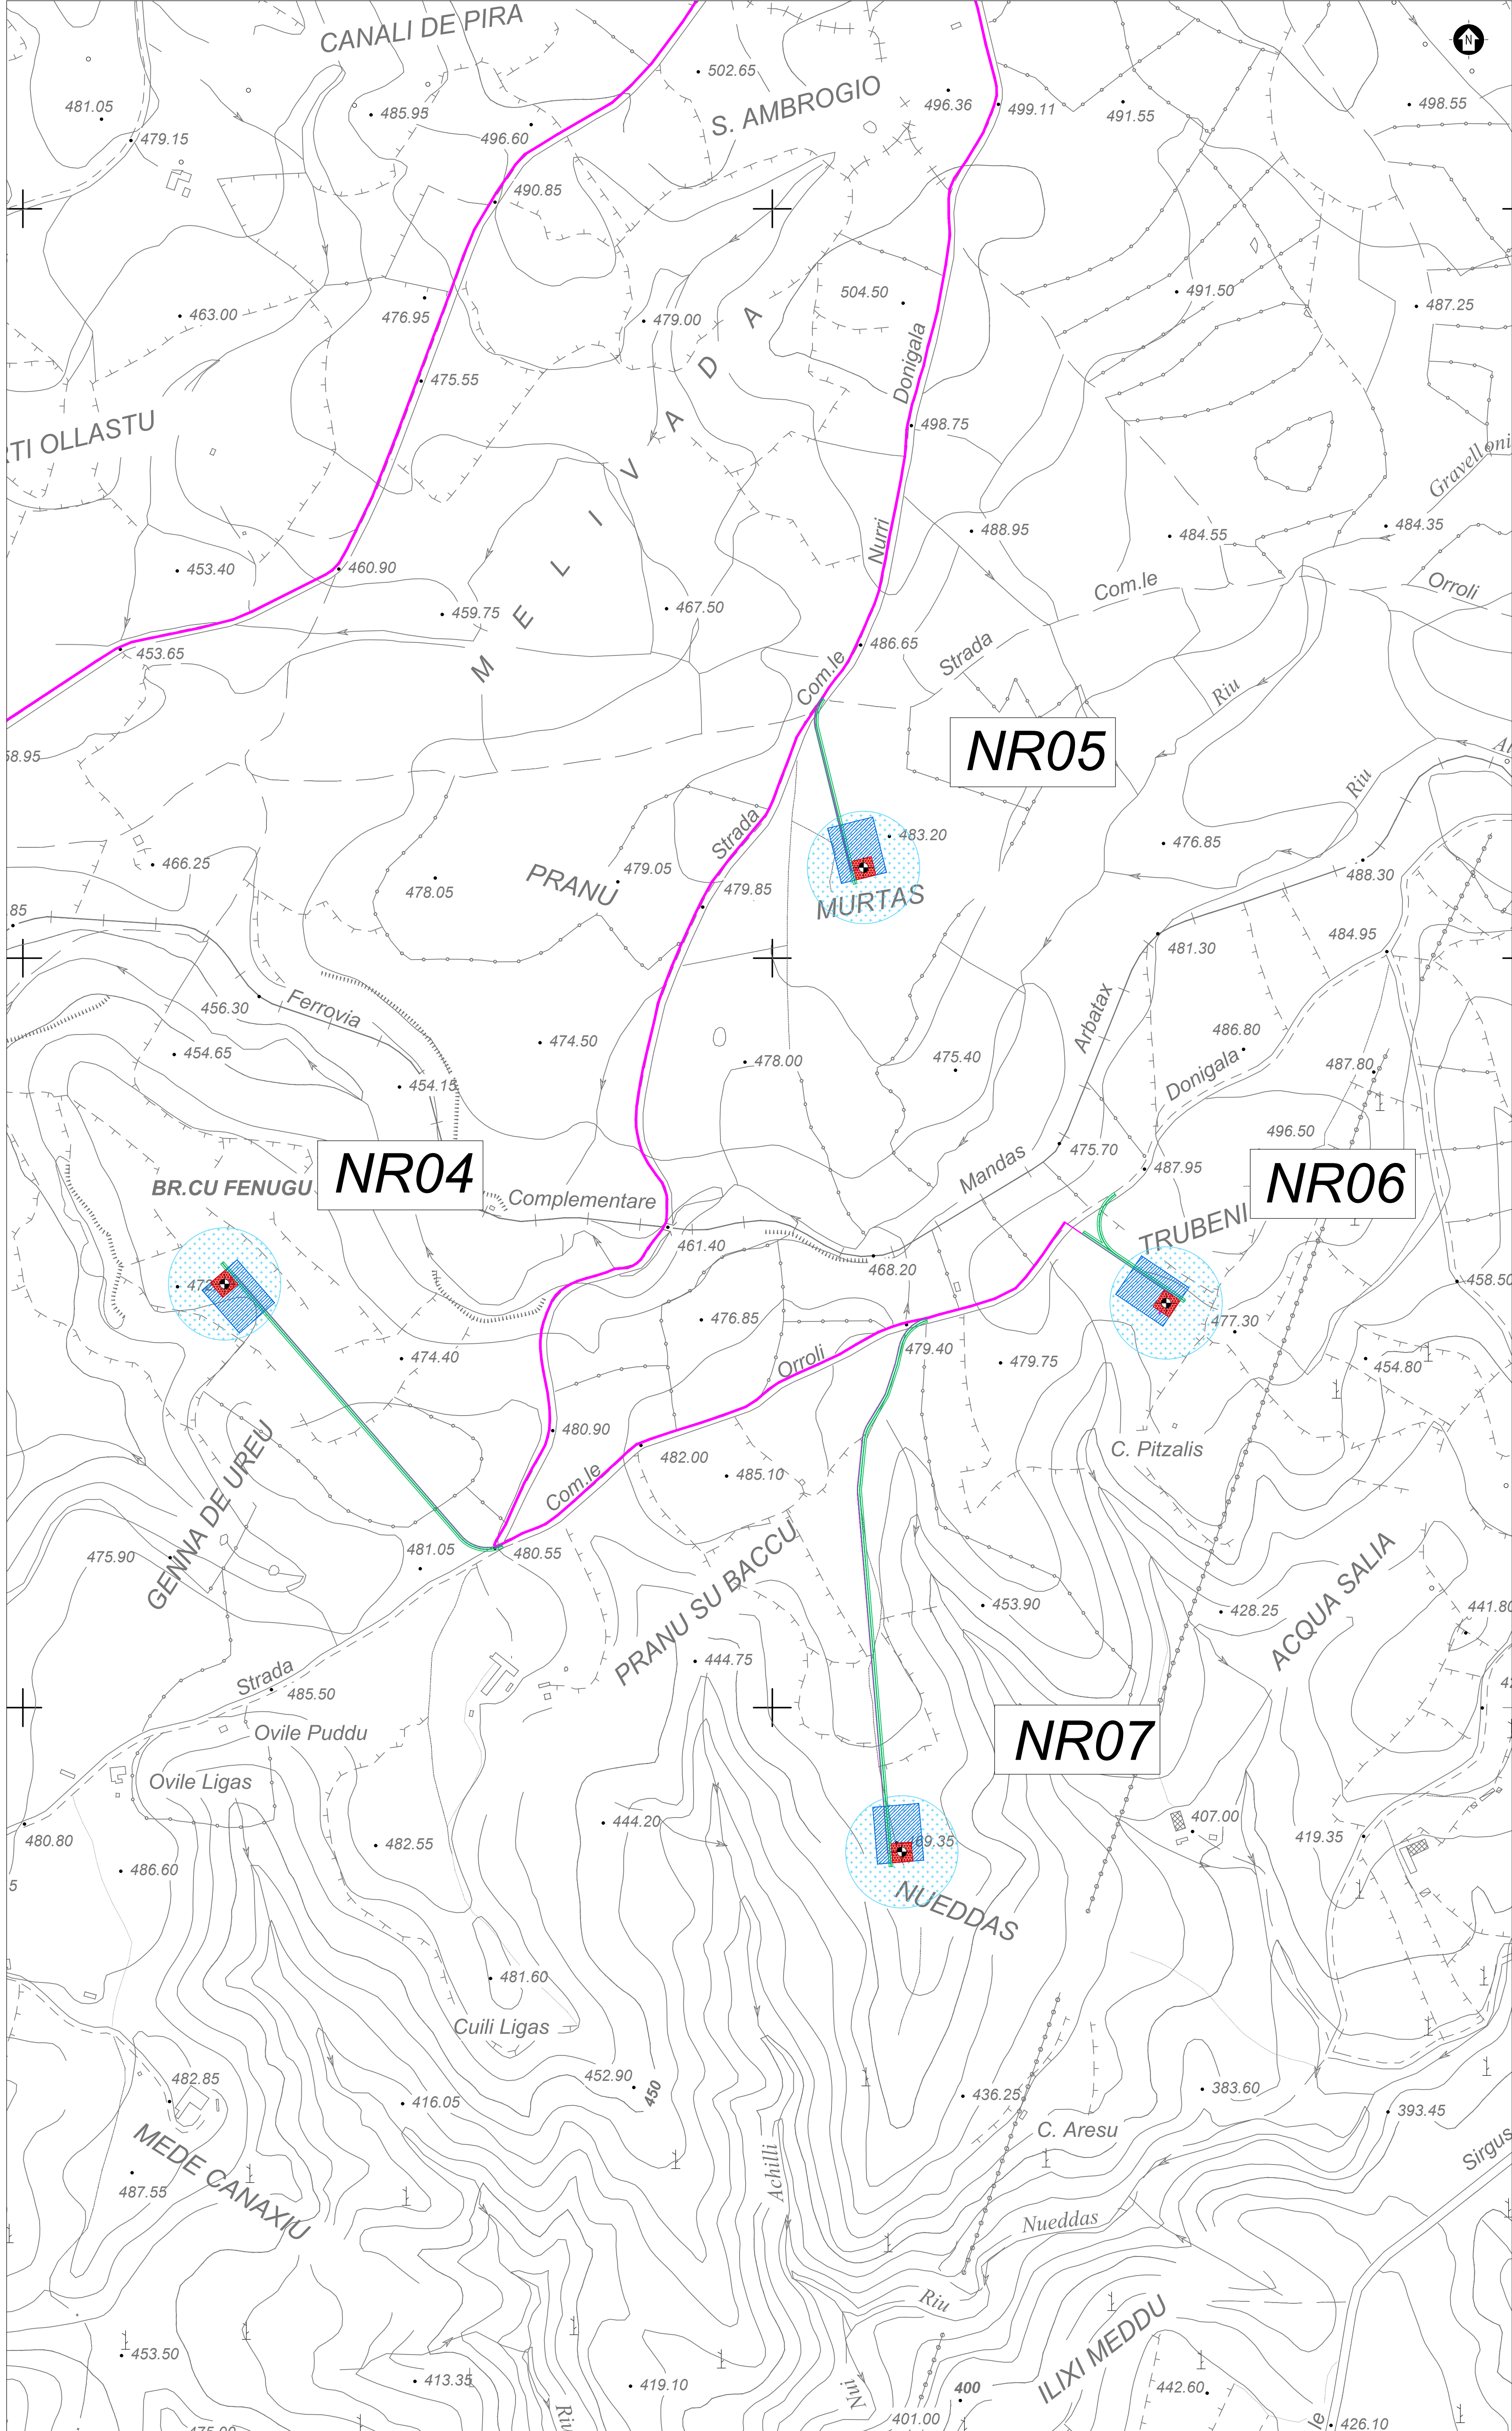 CANALI DE PIRA
N
502.65
S. AMBROGIO
496.36
499.11
491.55
498.55
481.05
479.15
485.95
496.60
490.85
463.00
476.95
479.00
504.50
491.50
487.25
475.55
Donigala
MELIVADA
498.75
Nurri
488.95
484.55
484.35
453.40
460.90
459.75
467.50
Com.le
Orroli
453.65
486.65
Strada
Com.le
Riu
NR05
Riu
466.25
478.05
PRANU
479.05
Strada
479.85
483.20
MURTAS
476.85
488.30
456.30
Ferrovia
481.30
484.95
454.65
474.50
478.00
475.40
Arbatax
486.80
Donigala
487.80
454.15
496.50
NR04
BR.CU FENUGU
Complementare
Mandas
475.70
487.95
NR06
461.40
468.20
477.30
474.40
476.85
479.40
479.75
454.80
Orroli
480.90
482.00
485.10
Com.le
C. Pitzalis
GENNA DE UREU
475.90
481.05
480.55
PRANU SU BACCU
453.90
428.25
ACQUA SALIA
444.75
Strada
485.50
Ovile Puddu
Ovile Ligas
NR07
480.80
486.60
482.55
444.20
407.00
419.35
NUEDDAS
481.60
Cuili Ligas
482.85
452.90
450
416.05
436.25
383.60
393.45
C. Aresu
MEDE CANAXIU
487.55
Achilli
Nueddas
Riu
ILIXI MEDDU
453.50
413.35
419.10
400
442.60
401.00
426.10